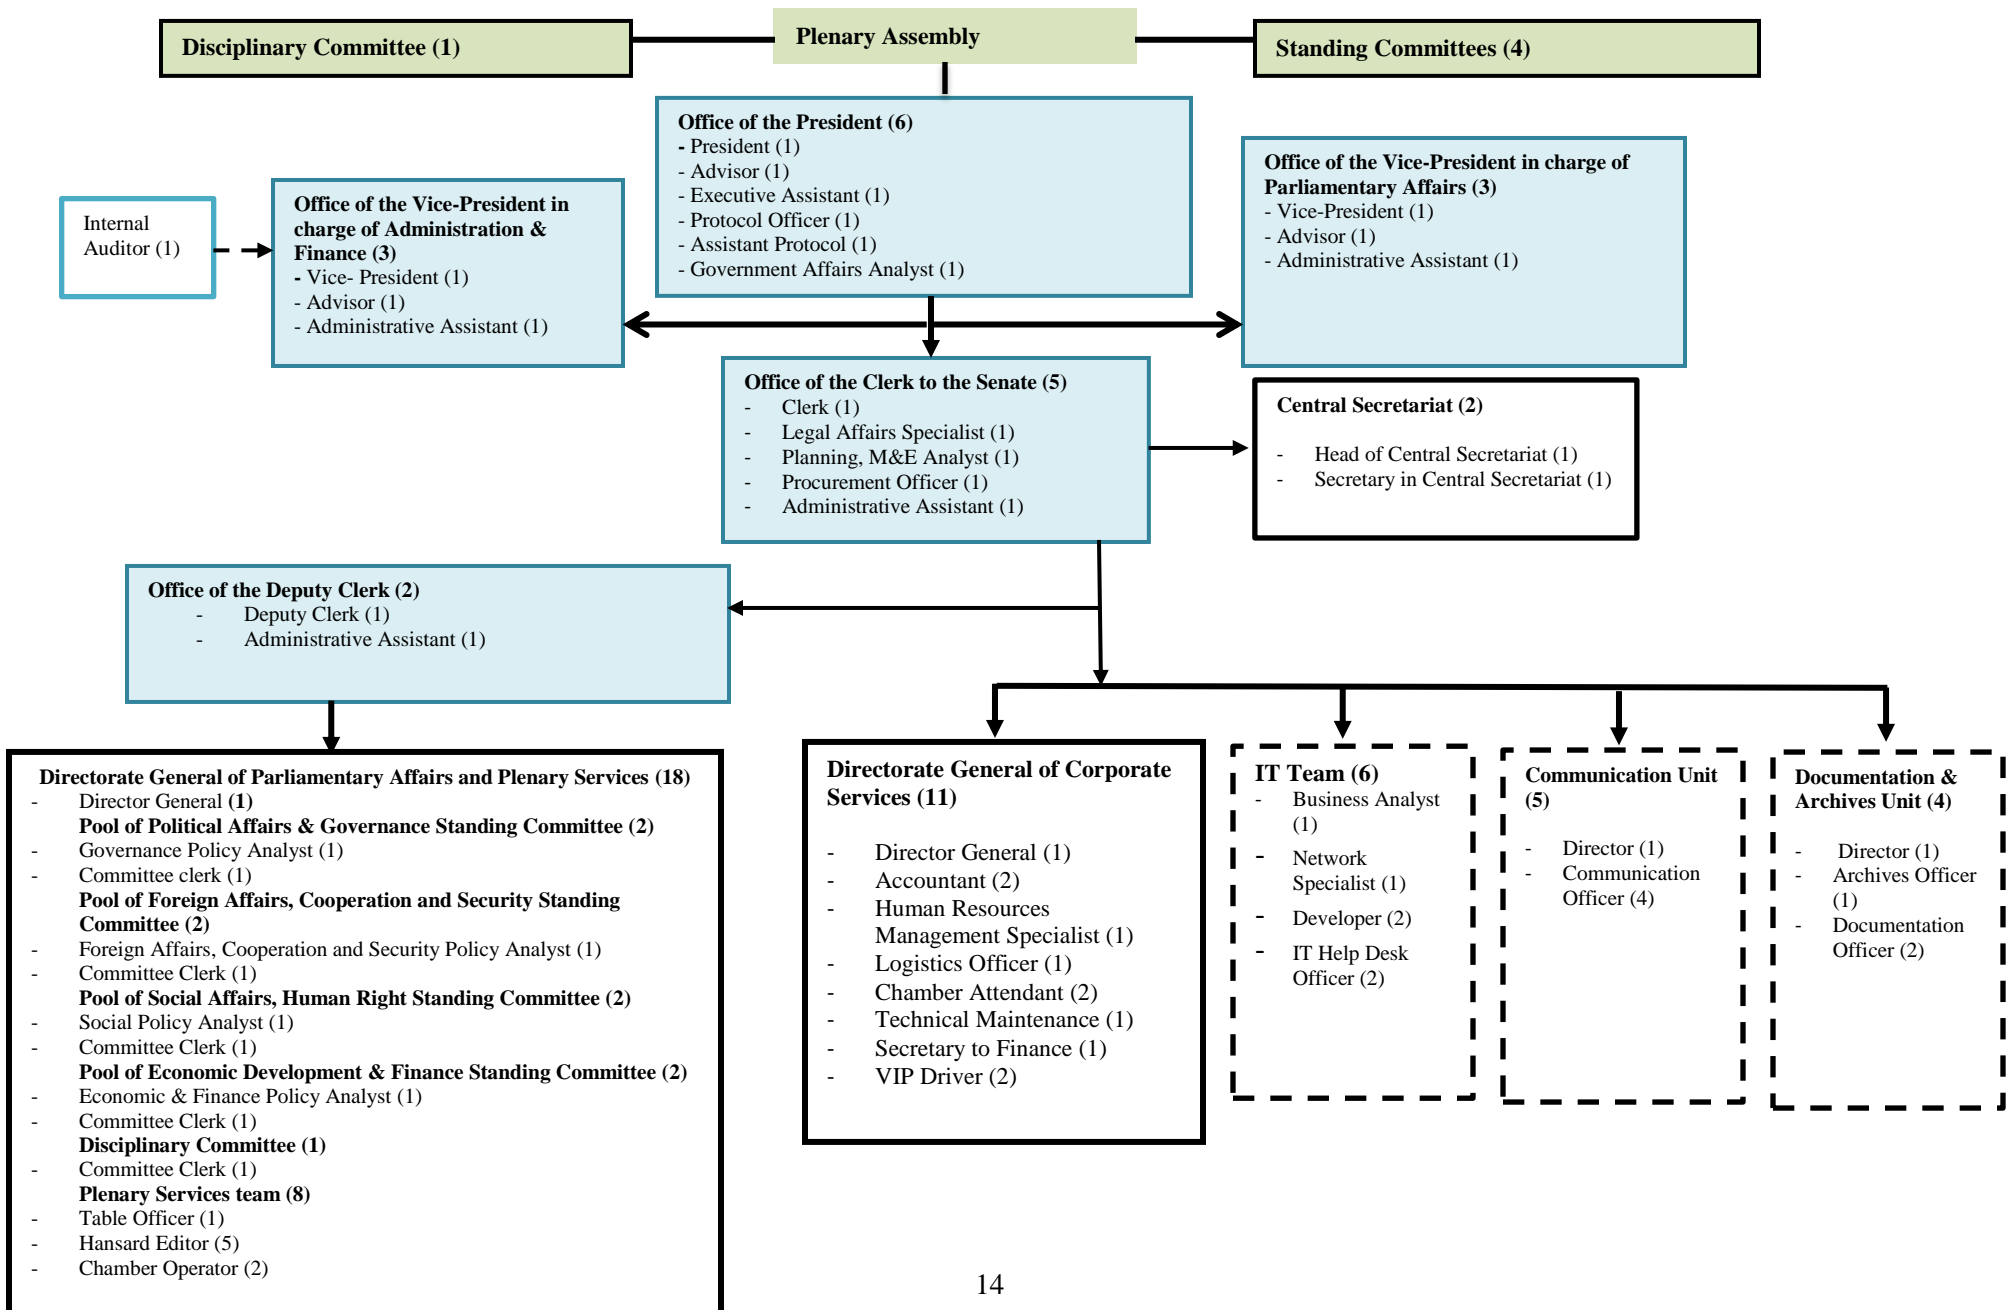 Disciplinary Committee (1)
Plenary Assembly
Standing Committees (4)
Office of the President (6)
- President (1)
- Advisor (1)
- Executive Assistant (1)
- Protocol Officer (1)
- Assistant Protocol (1)
- Government Affairs Analyst (1)
Office of the Vice-President in charge of
Parliamentary Affairs (3)
- Vice-President (1)
- Advisor (1)
- Administrative Assistant (1)
Internal
Auditor (1)
Office of the Vice-President in
charge of Administration &
Finance (3)
- Vice- President (1)
- Advisor (1)
- Administrative Assistant (1)
Office of the Clerk to the Senate (5)
- Clerk (1)
- Legal Affairs Specialist (1)
- Planning, M&E Analyst (1)
- Procurement Officer (1)
- Administrative Assistant (1)
Central Secretariat (2)
- Head of Central Secretariat (1)
- Secretary in Central Secretariat (1)
Office of the Deputy Clerk (2)
- Deputy Clerk (1)
- Administrative Assistant (1)
Directorate General of Parliamentary Affairs and Plenary Services (18)
- Director General (1)
Pool of Political Affairs & Governance Standing Committee (2)
- Governance Policy Analyst (1)
- Committee clerk (1)
Pool of Foreign Affairs, Cooperation and Security Standing
Committee (2)
- Foreign Affairs, Cooperation and Security Policy Analyst (1)
- Committee Clerk (1)
Pool of Social Affairs, Human Right Standing Committee (2)
- Social Policy Analyst (1)
- Committee Clerk (1)
Pool of Economic Development & Finance Standing Committee (2)
- Economic & Finance Policy Analyst (1)
- Committee Clerk (1)
Disciplinary Committee (1)
- Committee Clerk (1)
Plenary Services team (8)
- Table Officer (1)
- Hansard Editor (5)
- Chamber Operator (2)
Directorate General of Corporate
Services (11)
- Director General (1)
- Accountant (2)
- Human Resources
Management Specialist (1)
- Logistics Officer (1)
- Chamber Attendant (2)
- Technical Maintenance (1)
- Secretary to Finance (1)
- VIP Driver (2)
IT Team (6)
- Business Analyst
(1)
- Network
Specialist (1)
- Developer (2)
- IT Help Desk
Officer (2)
Communication Unit
(5)
- Director (1)
- Communication
Officer (4)
Documentation &
Archives Unit (4)
- Director (1)
- Archives Officer
(1)
- Documentation
Officer (2)
14